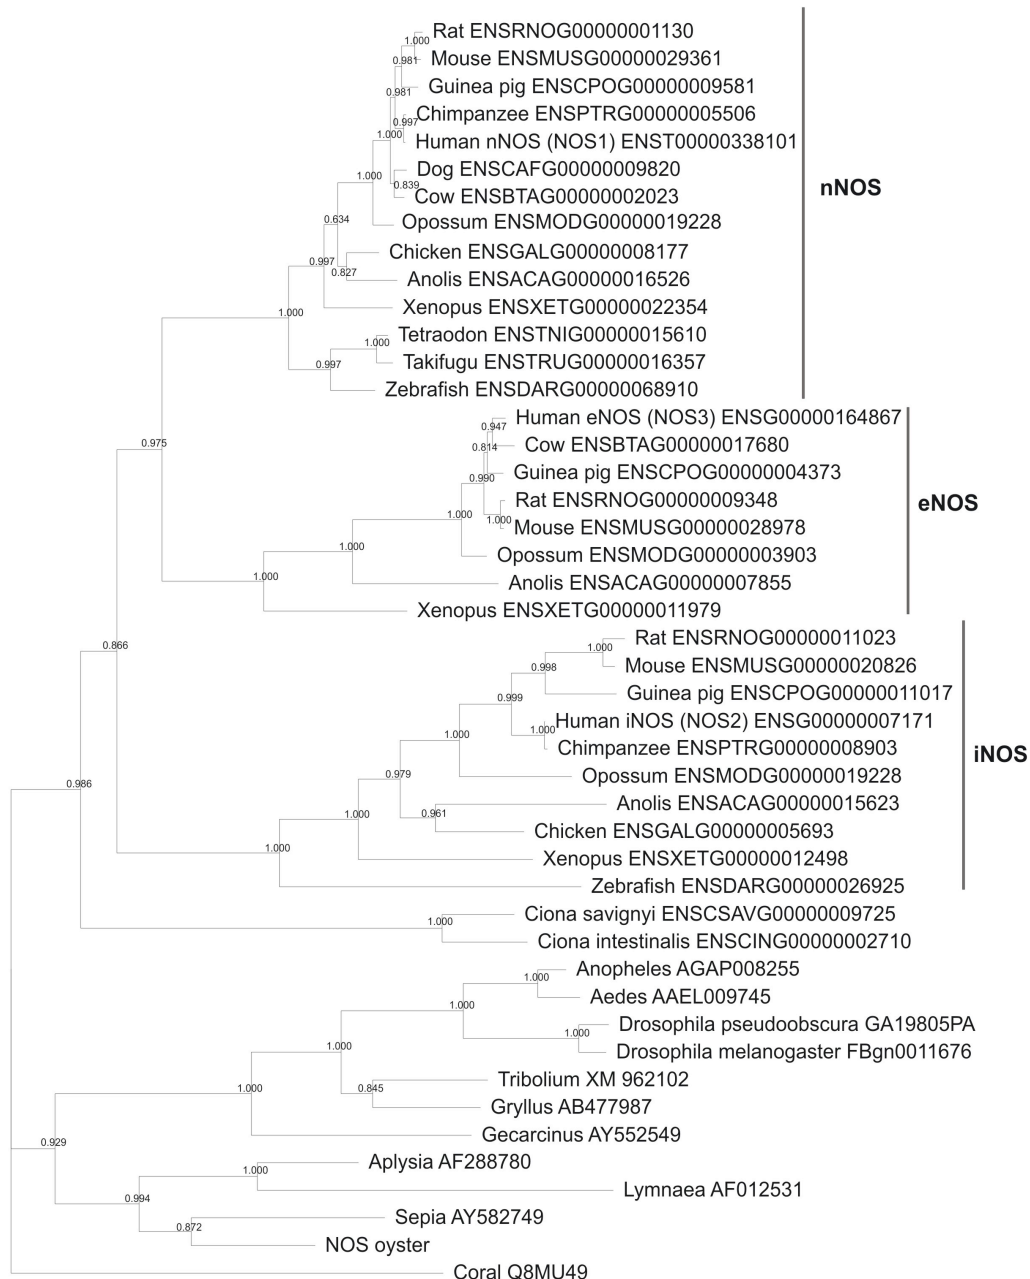 Rat ENSRNOG00000001130
1.000
Mouse ENSMUSG00000029361
0.981
Guinea pig ENSCPOG00000009581
0.981
Chimpanzee ENSPTRG00000005506
0.997
1.000
Human nNOS (NOS1) ENST00000338101
Dog ENSCAFG00000009820
1.000
0.839
nNOS
Cow ENSBTAG00000002023
Opossum ENSMODG00000019228
0.634
Chicken ENSGALG00000008177
0.997
0.827
Anolis ENSACAG00000016526
Xenopus ENSXETG00000022354
1.000
Tetraodon ENSTNIG00000015610
1.000
Takifugu ENSTRUG00000016357
0.997
Zebrafish ENSDARG00000068910
Human eNOS (NOS3) ENSG00000164867
0.947
0.975
Cow ENSBTAG00000017680
0.814
Guinea pig ENSCPOG00000004373
0.990
Rat ENSRNOG00000009348
eNOS
1.000
1.000
Mouse ENSMUSG00000028978
1.000
Opossum ENSMODG00000003903
1.000
Anolis ENSACAG00000007855
Xenopus ENSXETG00000011979
Rat ENSRNOG00000011023
0.866
1.000
Mouse ENSMUSG00000020826
0.998
Guinea pig ENSCPOG00000011017
0.999
Human iNOS (NOS2) ENSG00000007171
1.000
1.000
Chimpanzee ENSPTRG00000008903
iNOS
0.979
Opossum ENSMODG00000019228
0.986
Anolis ENSACAG00000015623
1.000
0.961
Chicken ENSGALG00000005693
1.000
Xenopus ENSXETG00000012498
Zebrafish ENSDARG00000026925
Ciona savignyi ENSCSAVG00000009725
1.000
Ciona intestinalis ENSCING00000002710
Anopheles AGAP008255
1.000
Aedes AAEL009745
1.000
Drosophila pseudoobscura GA19805PA
1.000
1.000
Drosophila melanogaster FBgn0011676
Tribolium XM 962102
1.000
0.845
Gryllus AB477987
Gecarcinus AY552549
0.929
Aplysia AF288780
1.000
Lymnaea AF012531
0.994
Sepia AY582749
0.872
NOS oyster
Coral Q8MU49